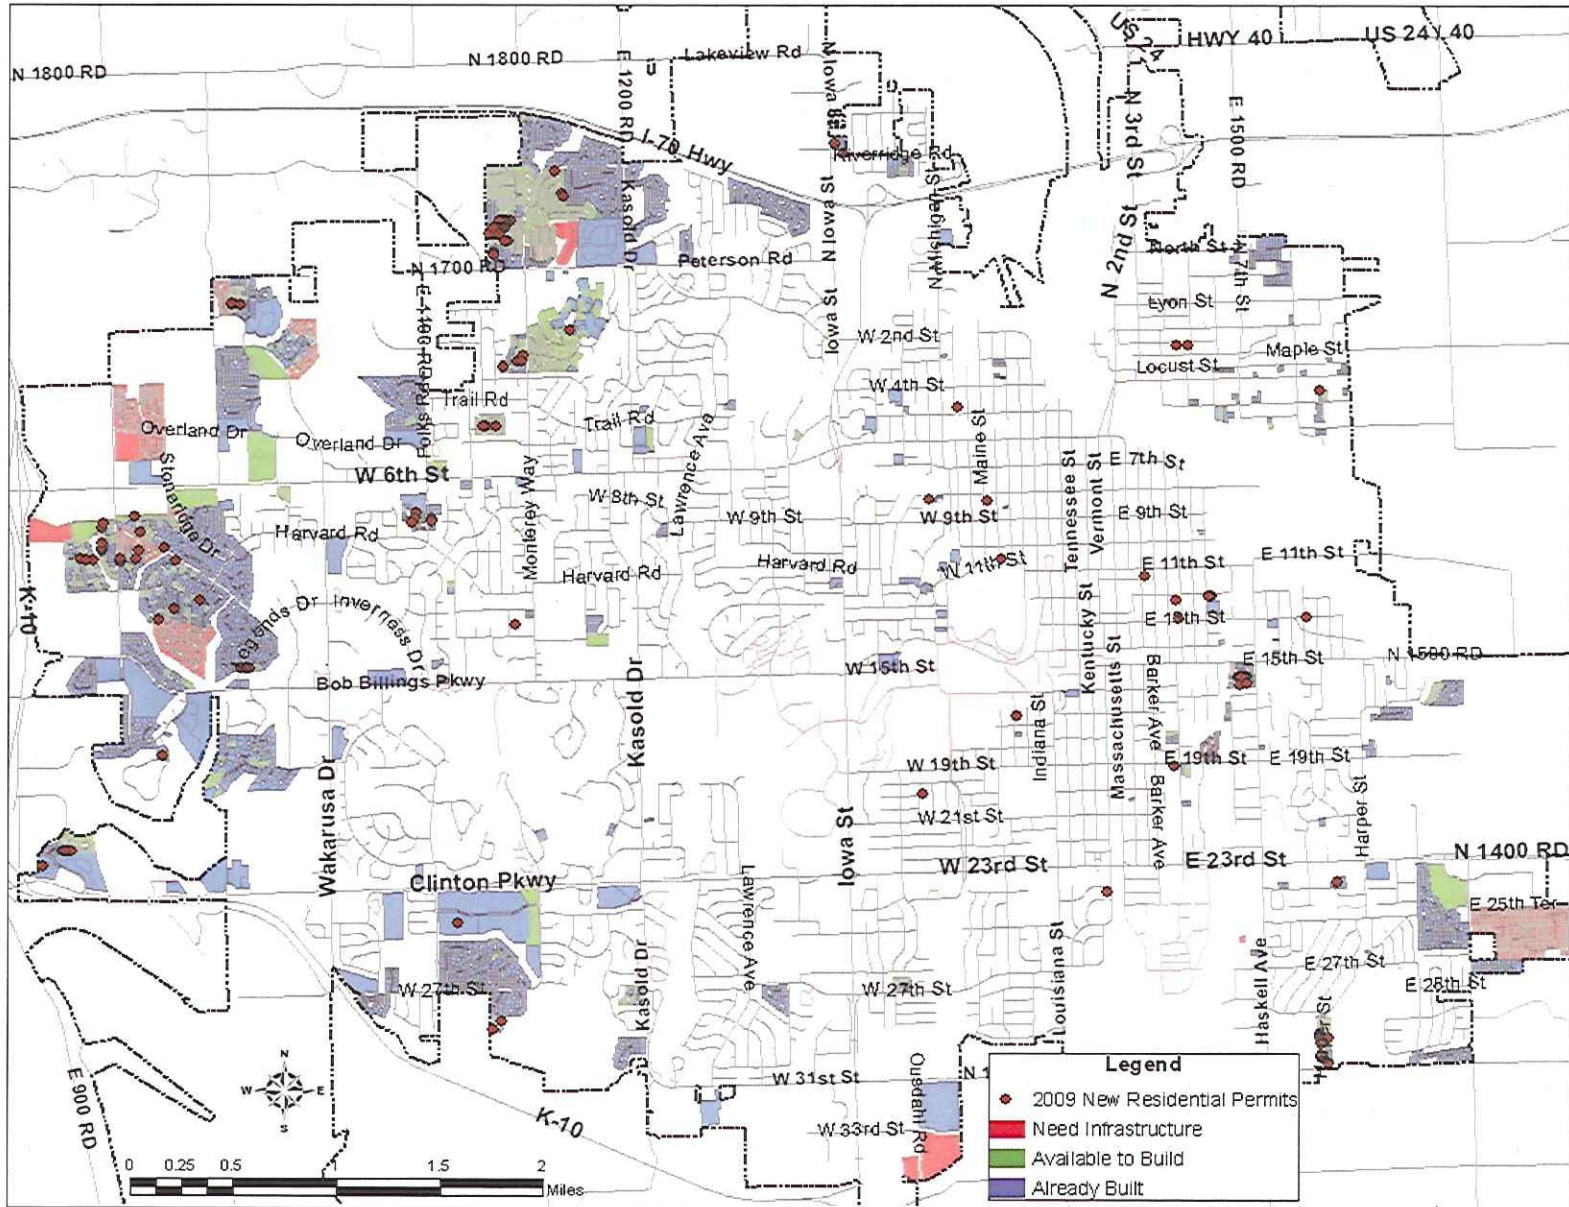 US 24 / 40
HWY 40
US 24 / 40
N 1800 RD
N 1800 RD
E 1200 RD
Lakeview Rd
N Iowa St
I-70 Hwy
Riverridge Rd
N 3rd St
E 1500 RD
Kasold Dr
N Iowa St
N Michigan St
N 2nd St
North St
N 7th St
N 1700 RD
Peterson Rd
E 1100 RD
Iowa St
Lyon St
W 2nd St
Maple St
Locust St
W 4th St
Folks Rd
Trail Rd
Trail Rd
Overland Dr
Overland Dr
Lawrence Ave
Maine St
W 6th St
E 7th St
Stoneridge Dr
Monterey Way
W 8th St
W 9th St
W 9th St
Tennessee St
Vermont St
E 9th St
Harvard Rd
Harvard Rd
Harvard Rd
W 11th St
E 11th St
E 11th St
K-10
Legends Dr
Inverness Dr
Kentucky St
E 13th St
W 15th St
E 15th St
N 1500 RD
Bob Billings Pkwy
Kasold Dr
Massachusetts St
Barker Ave
Indiana St
W 19th St
E 19th St
E 19th St
Wakarusa Dr
Iowa St
W 21st St
Barker Ave
Harper St
W 23rd St
E 23rd St
N 1400 RD
Clinton Pkwy
Lawrence Ave
E 25th Ter
Kasold Dr
Louisiana St
Haskell Ave
E 27th St
W 27th St
W 27th St
E 28th St
N
W
E
S
W 31st St
E 900 RD
K-10
Ousdahl Rd
W 33rd St
0 0.25 0.5 1 1.5 2
Miles
Legend
2009 New Residential Permits
Need Infrastructure
Available to Build
Already Built